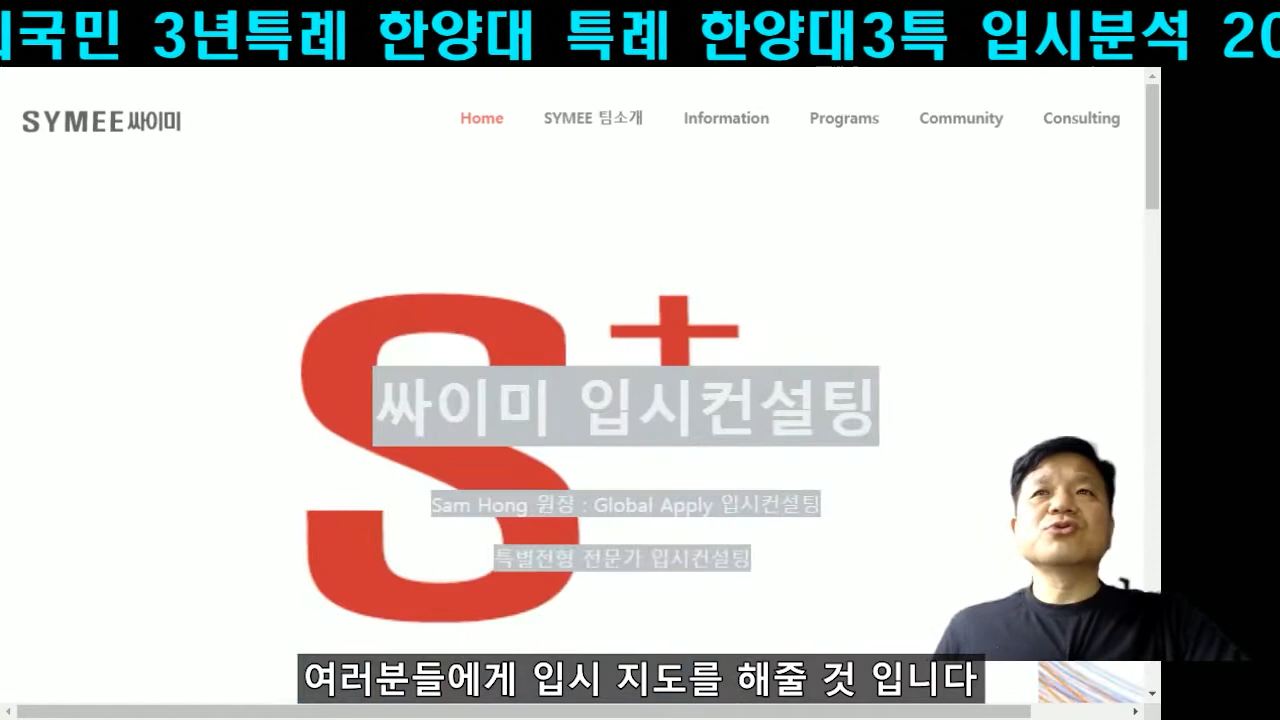 국민 3년특례 한양대 특례 한양대3특 입시분석 20
SYMEE 싸이미
Home SYMEE 팀소개 Information Programs Community Consulting
S+
싸이미 입시컨설팅
Sam Hong 원장 : Global Apply 입시컨설팅
특별전형 전문가 입시컨설팅
여러분들에게 입시 지도를 해줄 것 입니다